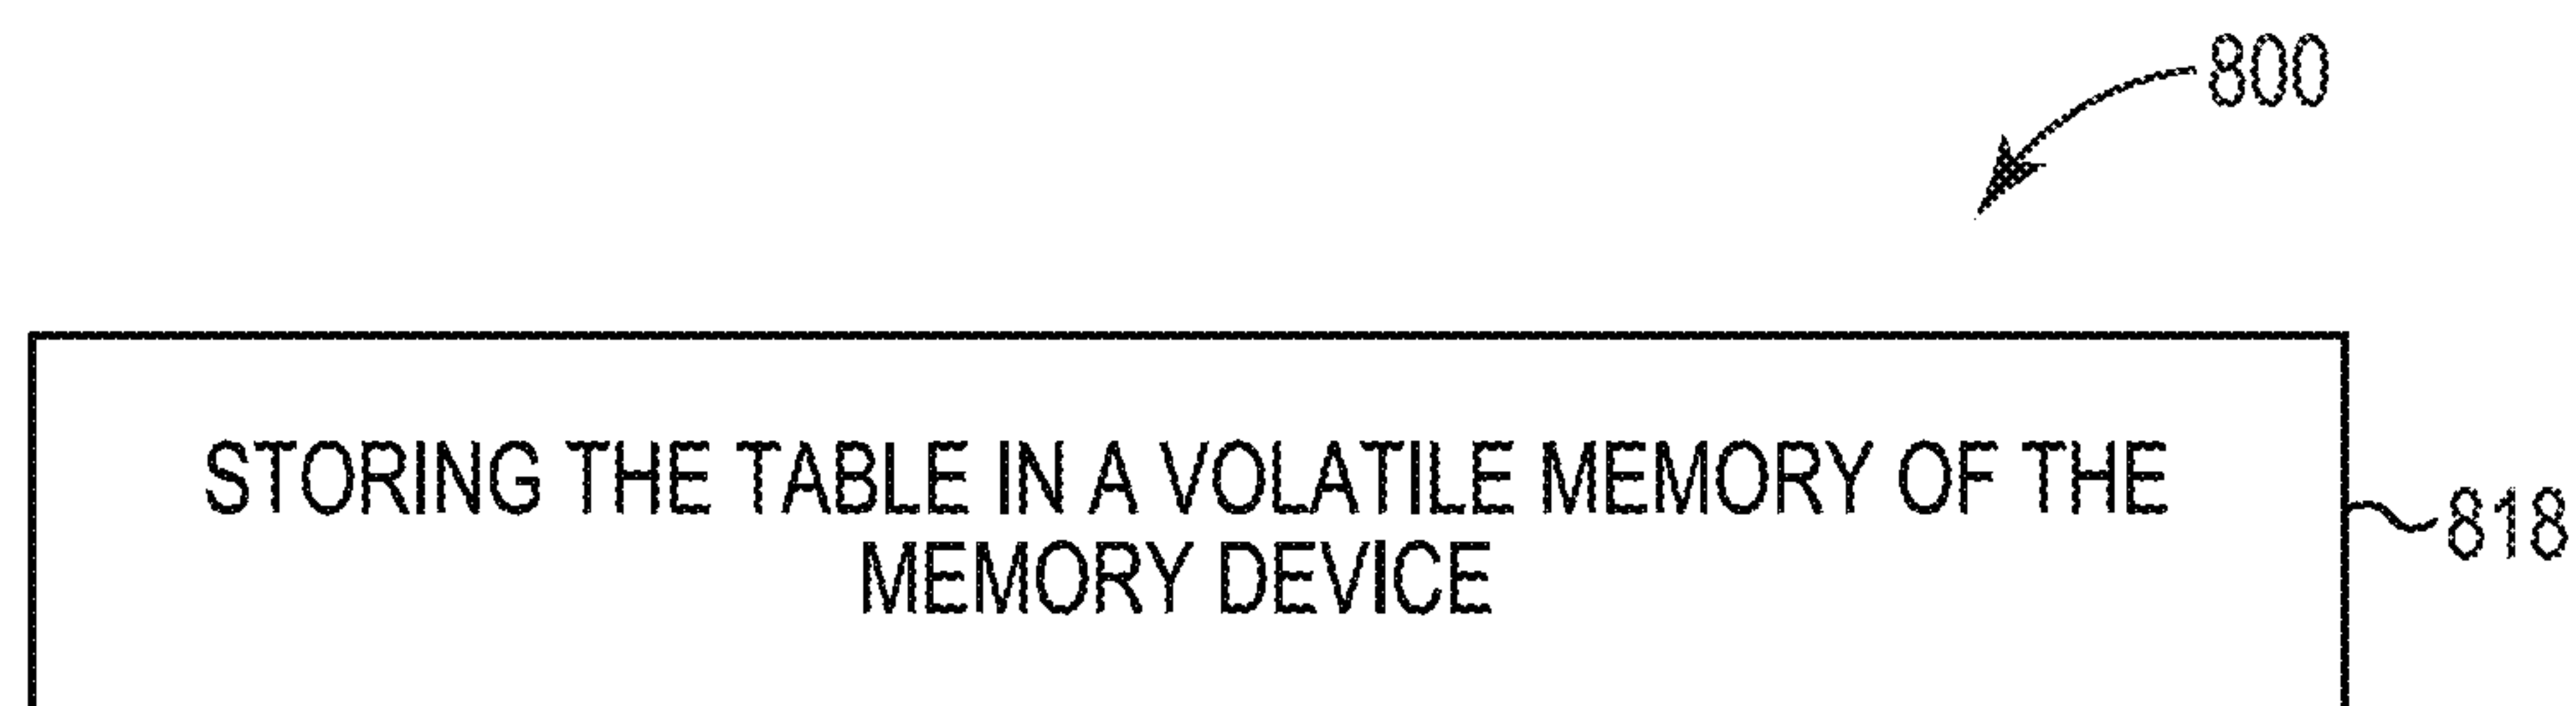 800
STORING THE TABLE IN A VOLATILE MEMORY OF THE
MEMORY DEVICE
818